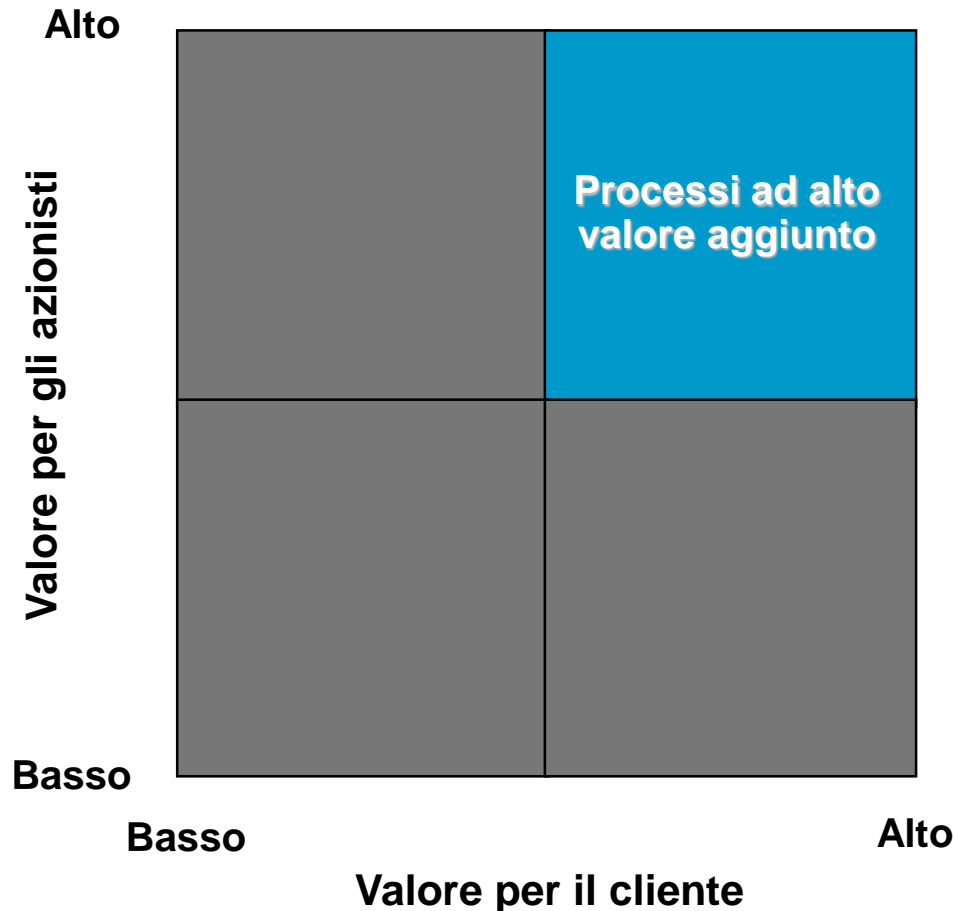 Alto
Valore per gli azionisti
Processi ad alto
valore aggiunto
Basso
Basso
Alto
Valore per il cliente